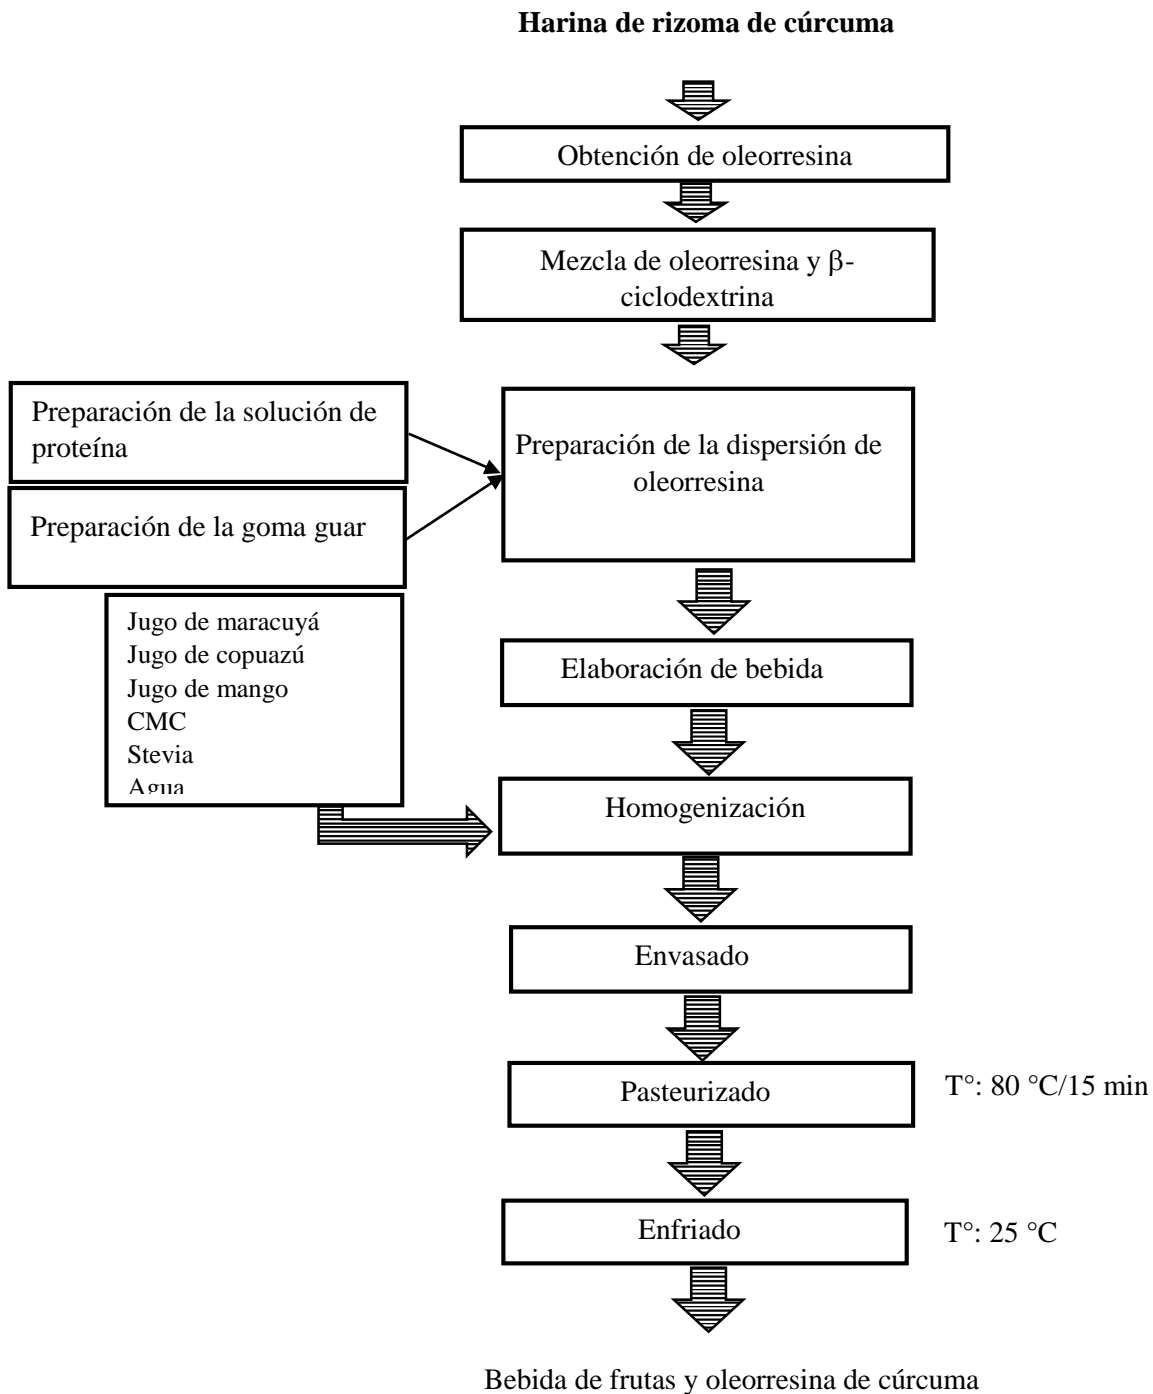 Harina de rizoma de cúrcuma
Obtención de oleorresina
Mezcla de oleorresina y β-
ciclodextrina
Preparación de la solución de
proteína
Preparación de la dispersión de
oleorresina
Preparación de la goma guar
Jugo de maracuyá
Jugo de copuazú
Jugo de mango
CMC
Stevia
Agua
Elaboración de bebida
Homogenización
Envasado
Pasteurizado
T°: 80 °C/15 min
Enfriado
T°: 25 °C
Bebida de frutas y oleorresina de cúrcuma